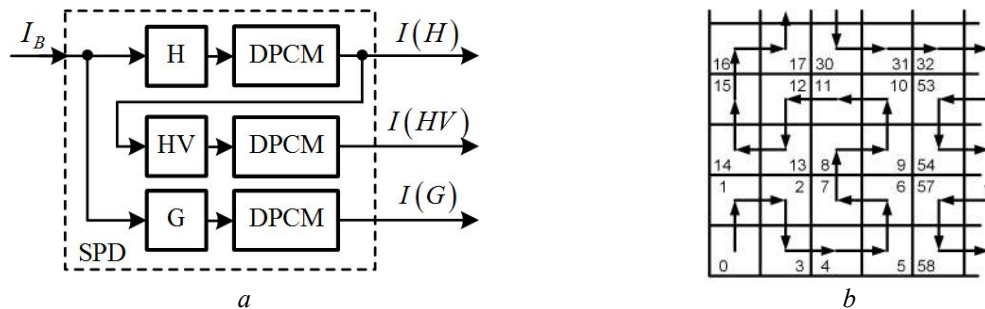 I_B
H
DPCM
I(H)
HV
DPCM
I(HV)
G
DPCM
I(G)
SPD
a
16 17 30 31 32
15 12 11 10 53
14 13 8 9 54
1 2 7 6 57
0 3 4 5 58
b